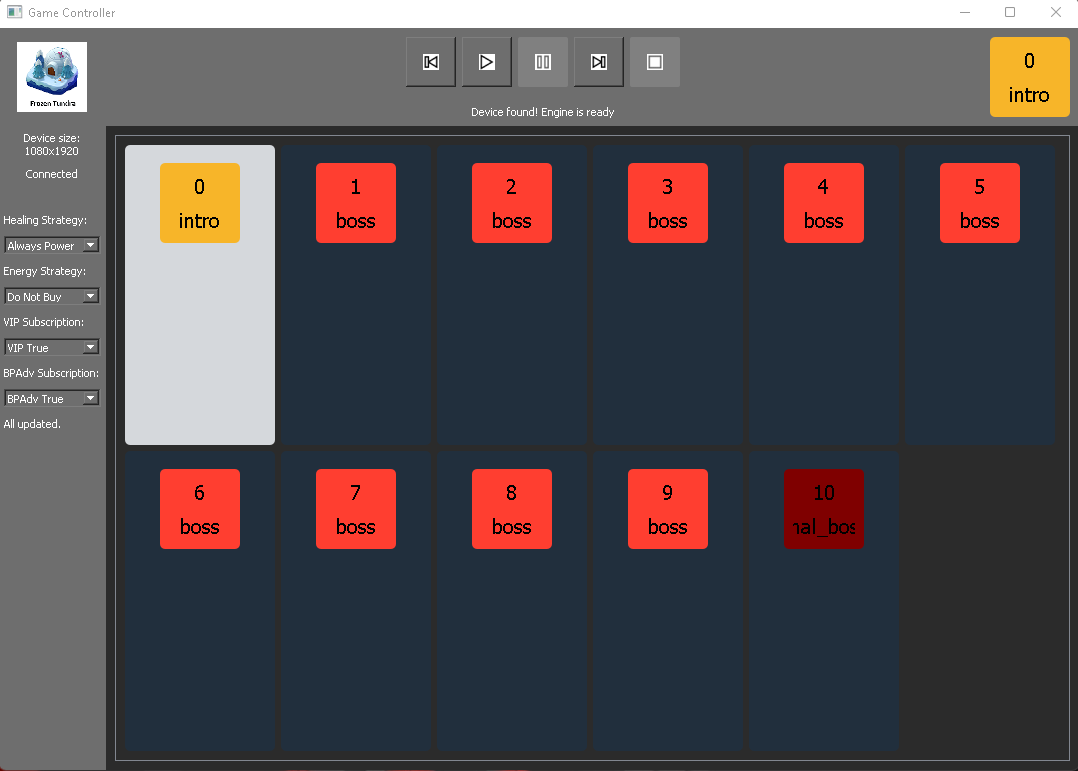 Game Controller
Frozen Tundra
Device found! Engine is ready
0
intro
Device size:
1080x1920
Connected
Healing Strategy:
Always Power
Energy Strategy:
Do Not Buy
VIP Subscription:
VIP True
BPAdv Subscription:
BPAdv True
All updated.
0
intro
1
boss
2
boss
3
boss
4
boss
5
boss
6
boss
7
boss
8
boss
9
boss
10
nal_bos